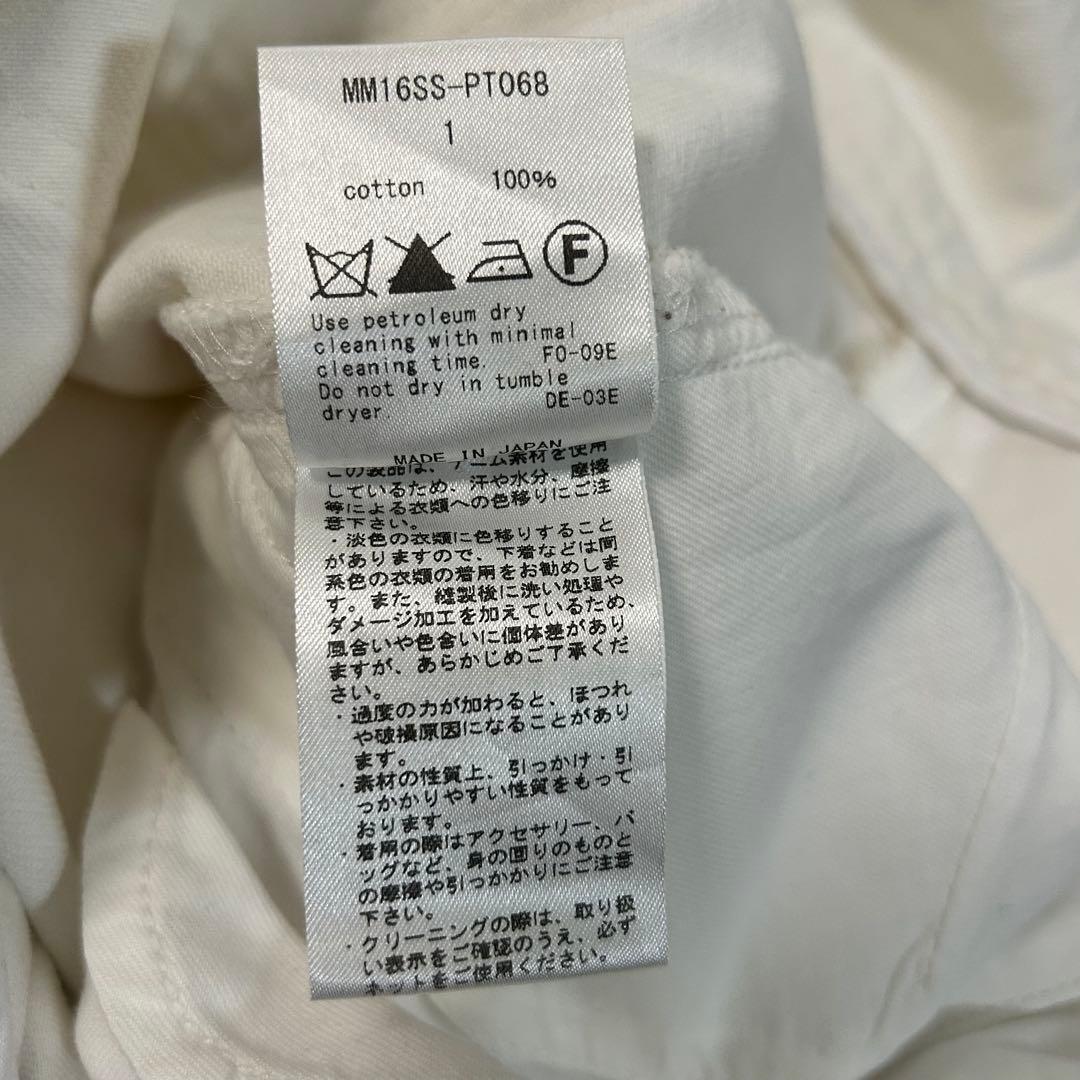 MM16SS-PT068
1
cotton 100%
F
Use petroleum dry
cleaning with minimal
cleaning time. FO-09E
Do not dry in tumble
dryer. DE-03E
MADE IN JAPAN
この製品は、デニム素材を使用
しているため、汗や水分、摩擦
等による衣類への色移りにご注
意下さい。
・淡色の衣類に色移りすること
がありますので、下着などは同
系色の衣類の着用をお勧めしま
す。また、縫製後に洗い処理や
ダメージ加工を加えているため、
風合いや色合いに個体差があり
ますが、あらかじめご了承くだ
さい。
・過度の力が加わると、ほつれ
や破損原因になることがあり
ます。
・素材の性質上、引っかけ・引
っかかりやすい性質をもって
おります。
・着用の際はアクセサリー、バ
ッグなど、身の回りのものと
の摩擦や引っかかりにご注意
下さい。
・クリーニングの際は、取り扱
い表示をご確認のうえ、必ず
ネットをご使用ください。